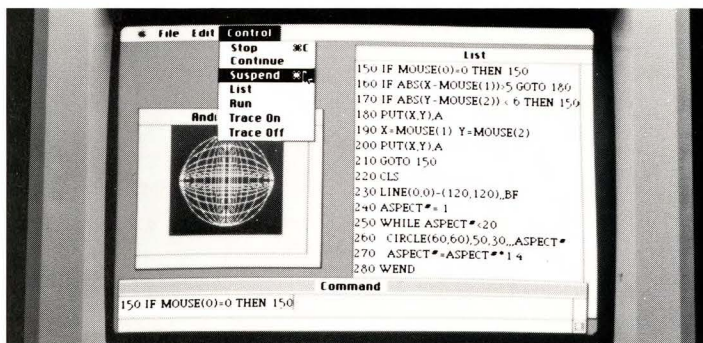 File Edit Control
Stop ⌘C
Continue
Suspend ⌘
List
Run
Trace On
Trace Off
List
150 IF MOUSE(0)=0 THEN 150
160 IF ABS(X-MOUSE(1))>5 GOTO 180
170 IF ABS(Y-MOUSE(2)) < 6 THEN 150
180 PUT(X,Y),A
190 X=MOUSE(1) Y=MOUSE(2)
200 PUT(X,Y),A
210 GOTO 150
220 CLS
230 LINE(0,0)-(120,120),,BF
240 ASPECT#= 1
250 WHILE ASPECT#<20
260 CIRCLE(60,60),50,30,,,ASPECT#
270 ASPECT#=ASPECT#*1.4
280 WEND
Command
150 IF MOUSE(0)=0 THEN 150